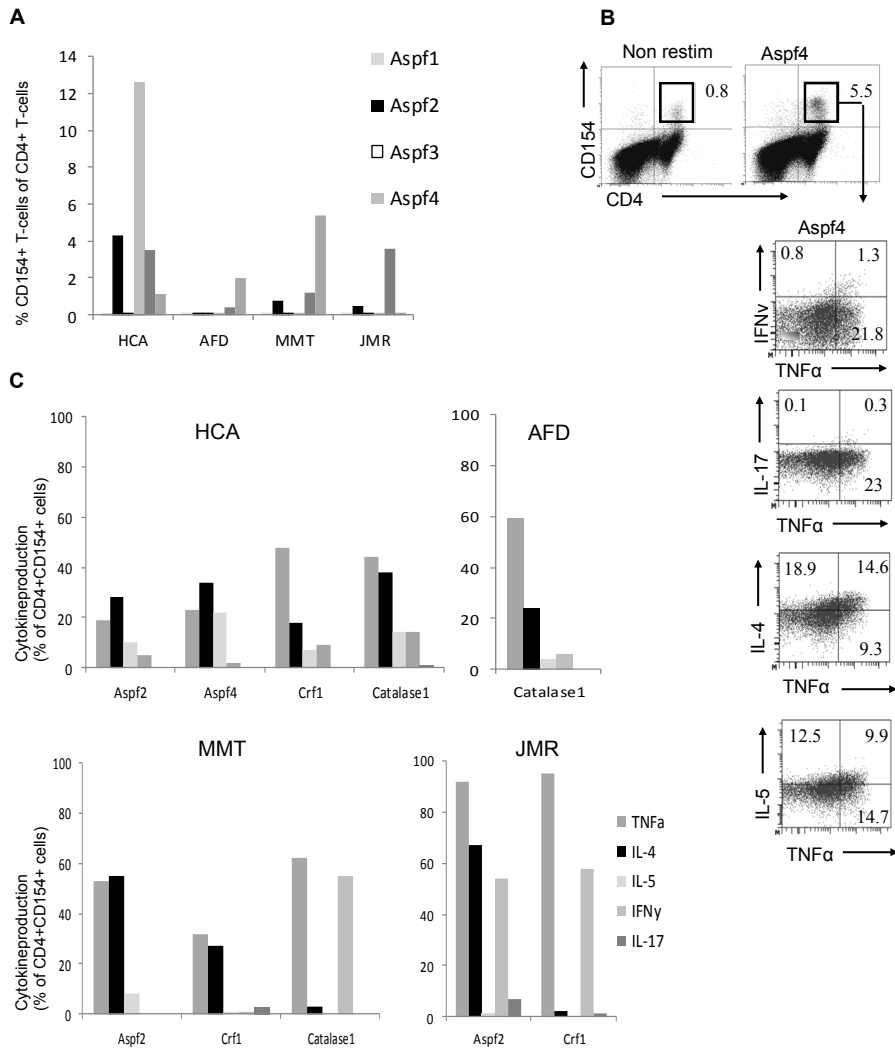 A
14
12
10
8
6
4
2
0
% CD154+ T-cells of CD4+ T-cells
HCA
AFD
MMT
JMR
Aspf1
Aspf2
Aspf3
Aspf4
B
Non restim
Aspf4
0.8
5.5
CD154
CD4
Aspf4
0.8
1.3
21.8
IFNγ
TNFα
0.1
0.3
23
IL-17
TNFα
18.9
14.6
9.3
IL-4
TNFα
12.5
9.9
14.7
IL-5
TNFα
C
HCA
100
80
60
40
20
0
Cytokineproduction
(% of CD4+CD154+ cells)
Aspf2
Aspf4
Crf1
Catalase1
AFD
100
80
60
40
20
0
Catalase1
MMT
100
80
60
40
20
0
Cytokineproduction
(% of CD4+CD154+ cells)
Aspf2
Crf1
Catalase1
JMR
100
80
60
40
20
0
Aspf2
Crf1
TNFa
IL-4
IL-5
IFNy
IL-17